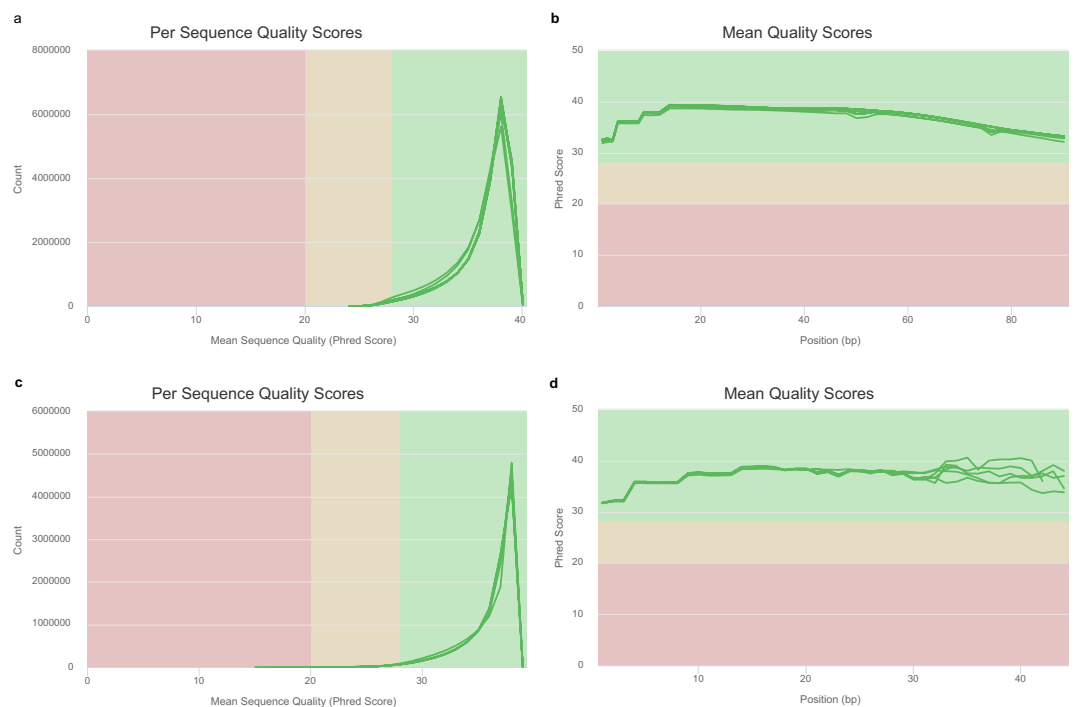 a
Per Sequence Quality Scores
8000000
6000000
4000000
2000000
0
Count
0 10 20 30 40
Mean Sequence Quality (Phred Score)
b
Mean Quality Scores
50
40
30
20
10
0
Phred Score
20 40 60 80
Position (bp)
c
Per Sequence Quality Scores
6000000
5000000
4000000
3000000
2000000
1000000
0
Count
0 10 20 30
Mean Sequence Quality (Phred Score)
d
Mean Quality Scores
50
40
30
20
10
0
Phred Score
10 20 30 40
Position (bp)